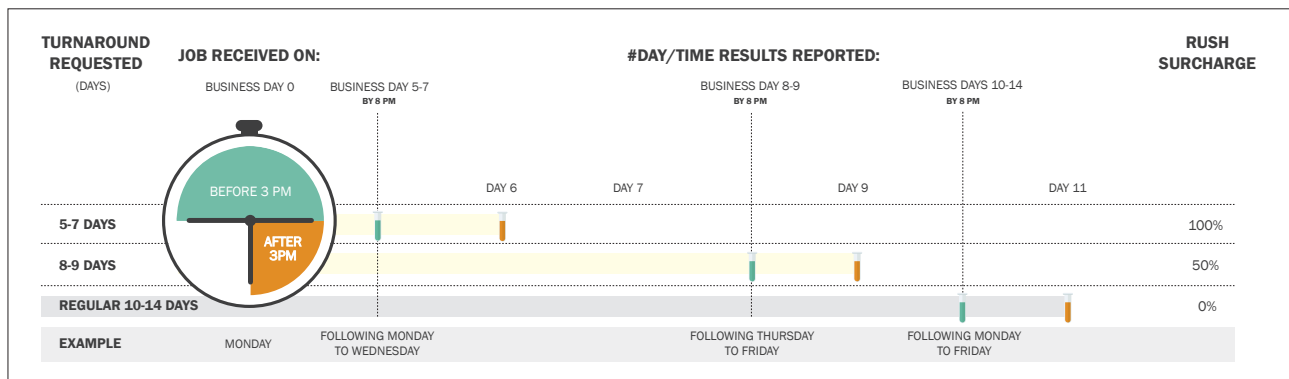 TURNAROUND
REQUESTED
(DAYS)
JOB RECEIVED ON:
#DAY/TIME RESULTS REPORTED:
RUSH
SURCHARGE
BUSINESS DAY 0
BUSINESS DAY 5-7
BY 8 PM
BUSINESS DAY 8-9
BY 8 PM
BUSINESS DAYS 10-14
BY 8 PM
BEFORE 3 PM
DAY 6
DAY 7
DAY 9
DAY 11
5-7 DAYS
100%
AFTER
3PM
8-9 DAYS
50%
REGULAR 10-14 DAYS
0%
EXAMPLE
MONDAY
FOLLOWING MONDAY
TO WEDNESDAY
FOLLOWING THURSDAY
TO FRIDAY
FOLLOWING MONDAY
TO FRIDAY